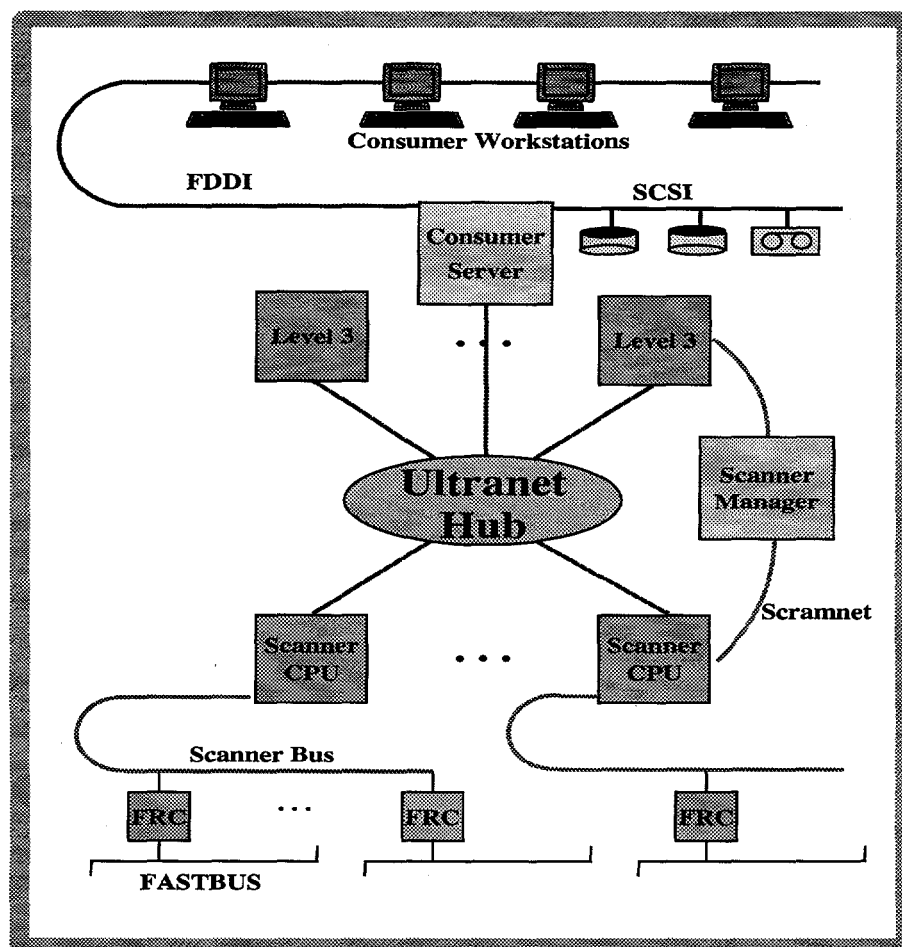 Consumer Workstations
FDDI
SCSI
Consumer
Server
Level 3
Level 3
Ultranet
Hub
Scanner
Manager
Scramnet
Scanner
CPU
Scanner
CPU
Scanner Bus
FRC
FRC
FRC
FASTBUS